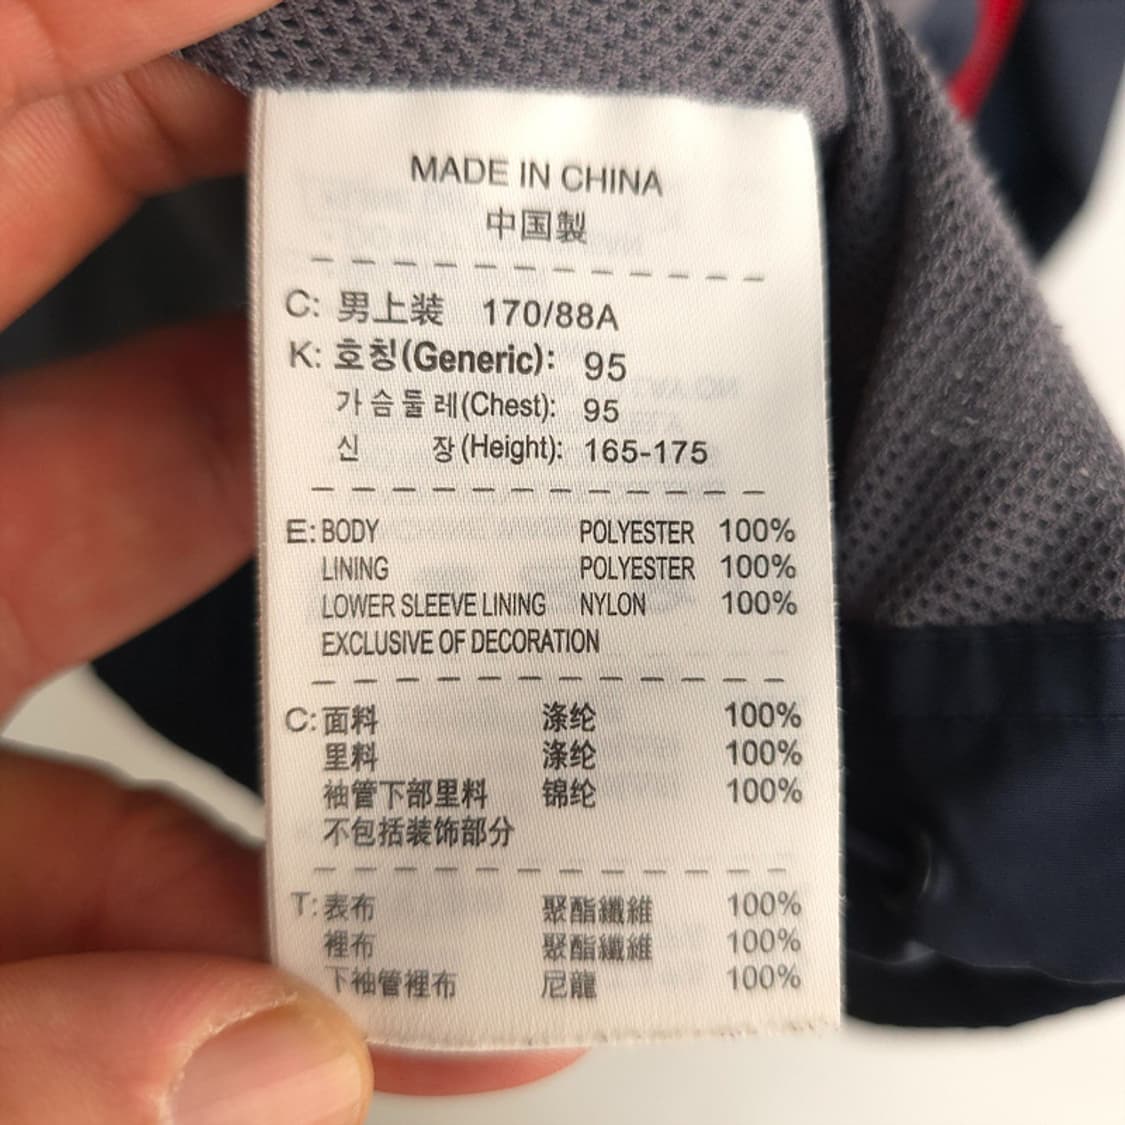 MADE IN CHINA
中国製
C: 男上装 170/88A
K: 호칭(Generic): 95
가슴둘레(Chest): 95
신 장(Height): 165-175
E: BODY POLYESTER 100%
LINING POLYESTER 100%
LOWER SLEEVE LINING NYLON 100%
EXCLUSIVE OF DECORATION
C: 面料 涤纶 100%
里料 涤纶 100%
袖管下部里料 锦纶 100%
不包括装饰部分
T: 表布 聚酯纖維 100%
裡布 聚酯纖維 100%
下袖管裡布 尼龍 100%